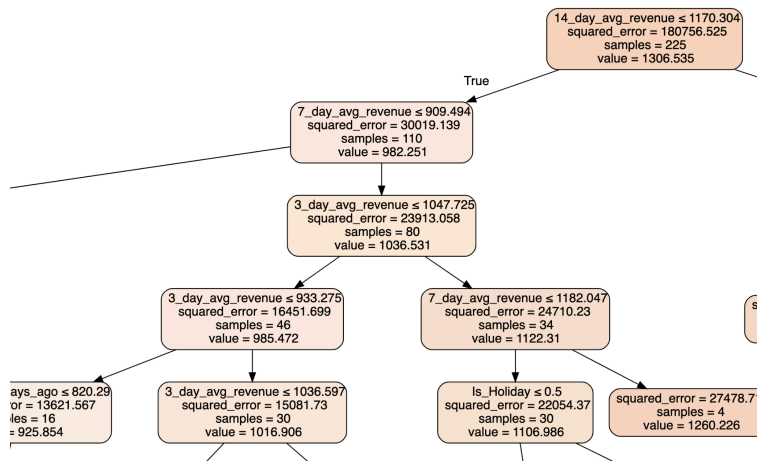 14_day_avg_revenue ≤ 1170.304
squared_error = 180756.525
samples = 225
value = 1306.535
True
7_day_avg_revenue ≤ 909.494
squared_error = 30019.139
samples = 110
value = 982.251
3_day_avg_revenue ≤ 1047.725
squared_error = 23913.058
samples = 80
value = 1036.531
3_day_avg_revenue ≤ 933.275
squared_error = 16451.699
samples = 46
value = 985.472
7_day_avg_revenue ≤ 1182.047
squared_error = 24710.23
samples = 34
value = 1122.31
ays_ago ≤ 820.29
or = 13621.567
les = 16
= 925.854
3_day_avg_revenue ≤ 1036.597
squared_error = 15081.73
samples = 30
value = 1016.906
Is_Holiday ≤ 0.5
squared_error = 22054.37
samples = 30
value = 1106.986
squared_error = 27478.7
samples = 4
value = 1260.226